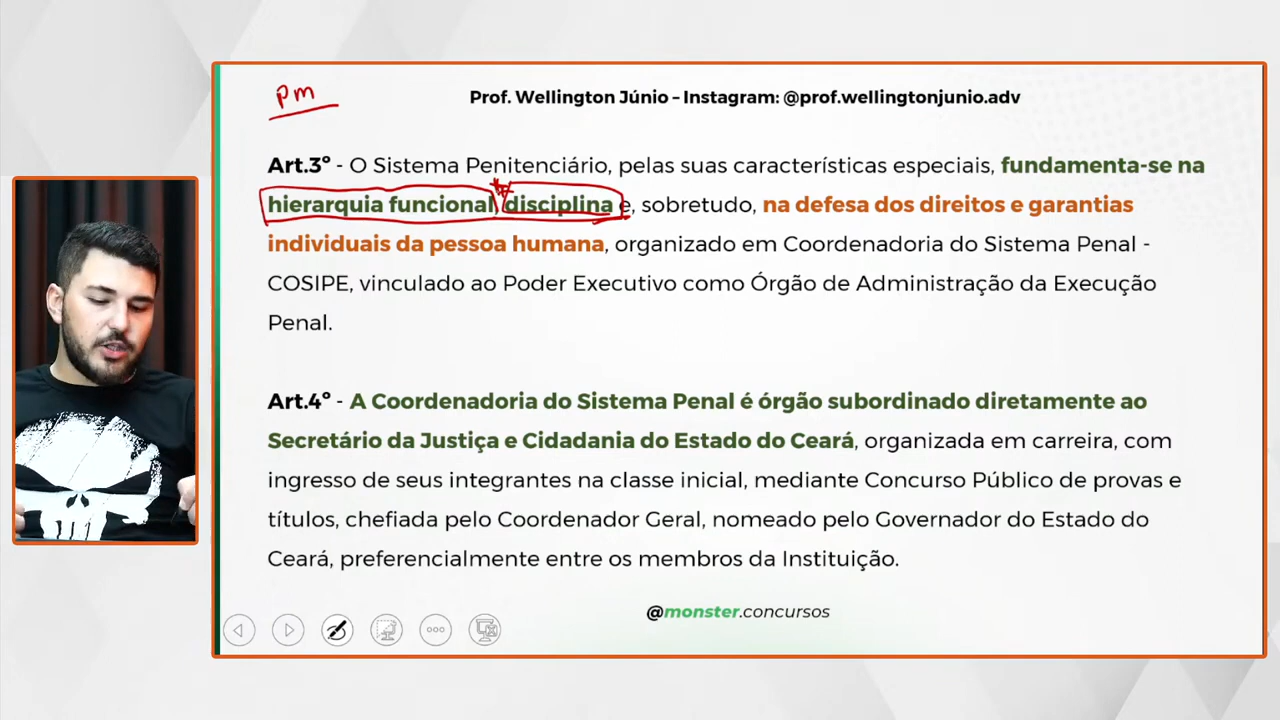 pm
Prof. Wellington Júnio – Instagram: @prof.wellingtonjunio.adv
Art.3º - O Sistema Penitenciário, pelas suas características especiais, fundamenta-se na
hierarquia funcional, disciplina e, sobretudo, na defesa dos direitos e garantias
individuais da pessoa humana, organizado em Coordenadoria do Sistema Penal -
COSIPE, vinculado ao Poder Executivo como Órgão de Administração da Execução
Penal.
Art.4º - A Coordenadoria do Sistema Penal é órgão subordinado diretamente ao
Secretário da Justiça e Cidadania do Estado do Ceará, organizada em carreira, com
ingresso de seus integrantes na classe inicial, mediante Concurso Público de provas e
títulos, chefiada pelo Coordenador Geral, nomeado pelo Governador do Estado do
Ceará, preferencialmente entre os membros da Instituição.
@monster.concursos